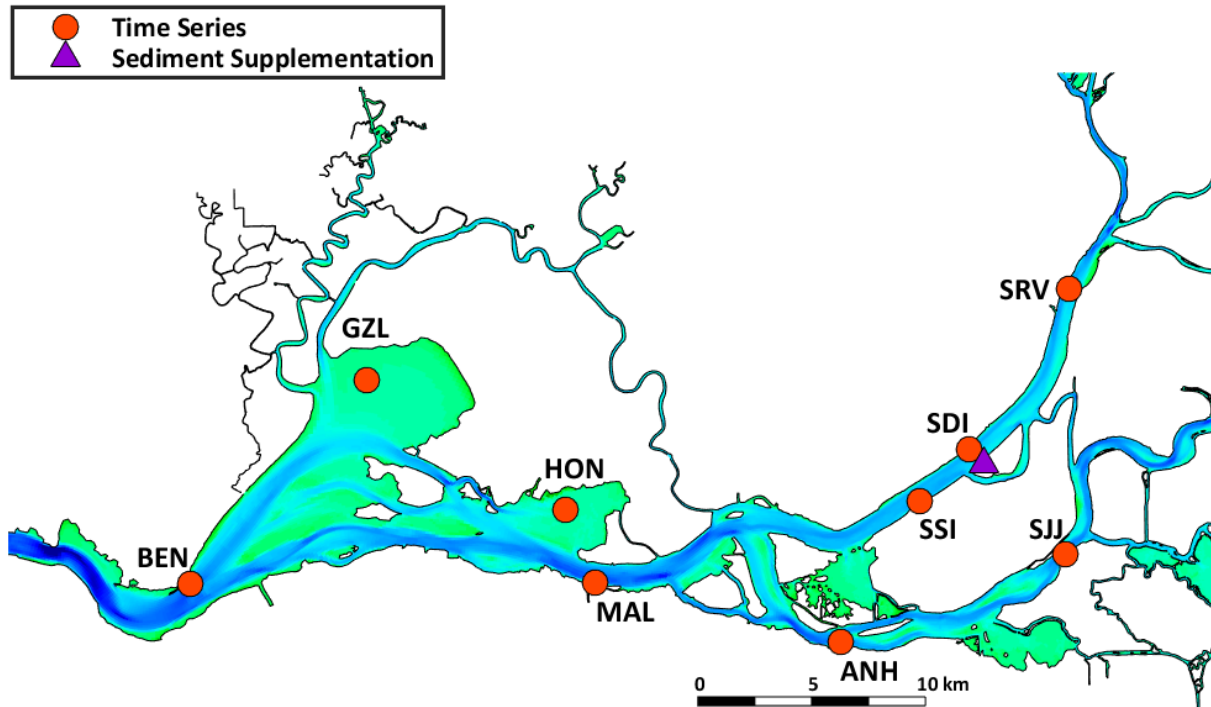 Time Series
Sediment Supplementation
SRV
GZL
SDI
HON
SSI
SJJ
BEN
MAL
ANH
0 5 10 km